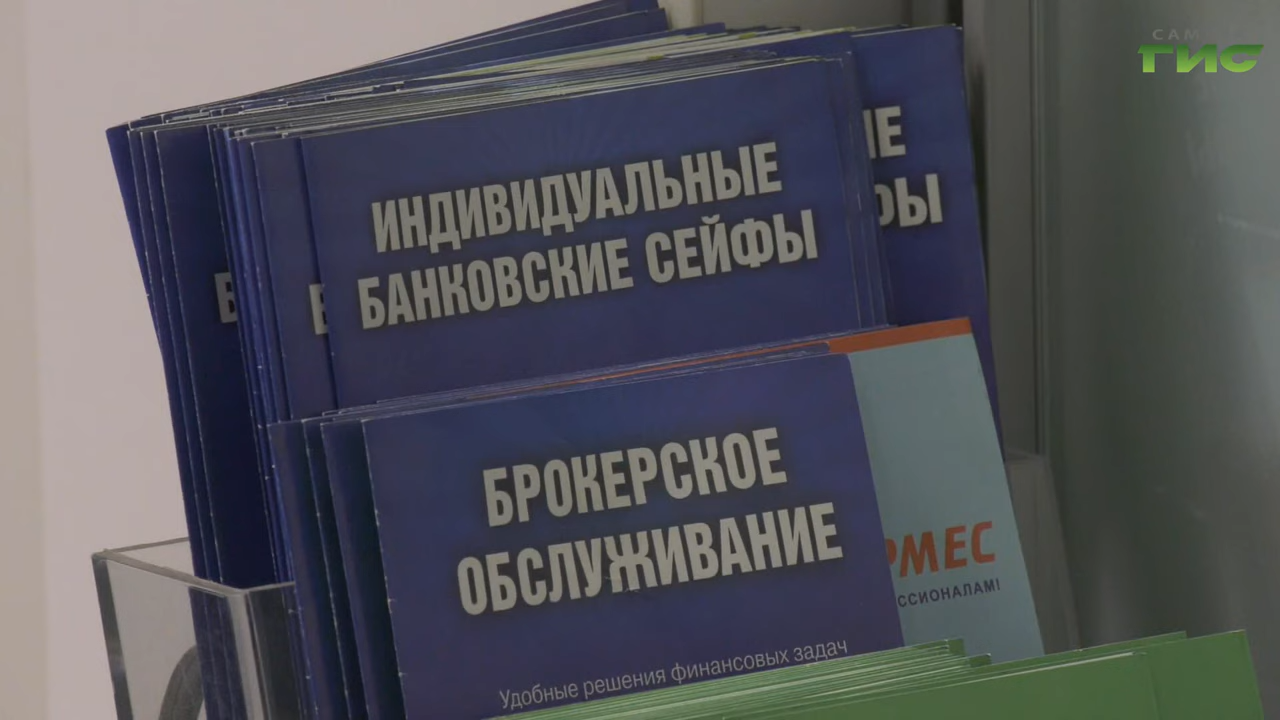 ГИС
ИНДИВИДУАЛЬНЫЕ
БАНКОВСКИЕ СЕЙФЫ
БРОКЕРСКОЕ
ОБСЛУЖИВАНИЕ
Удобные решения финансовых задач